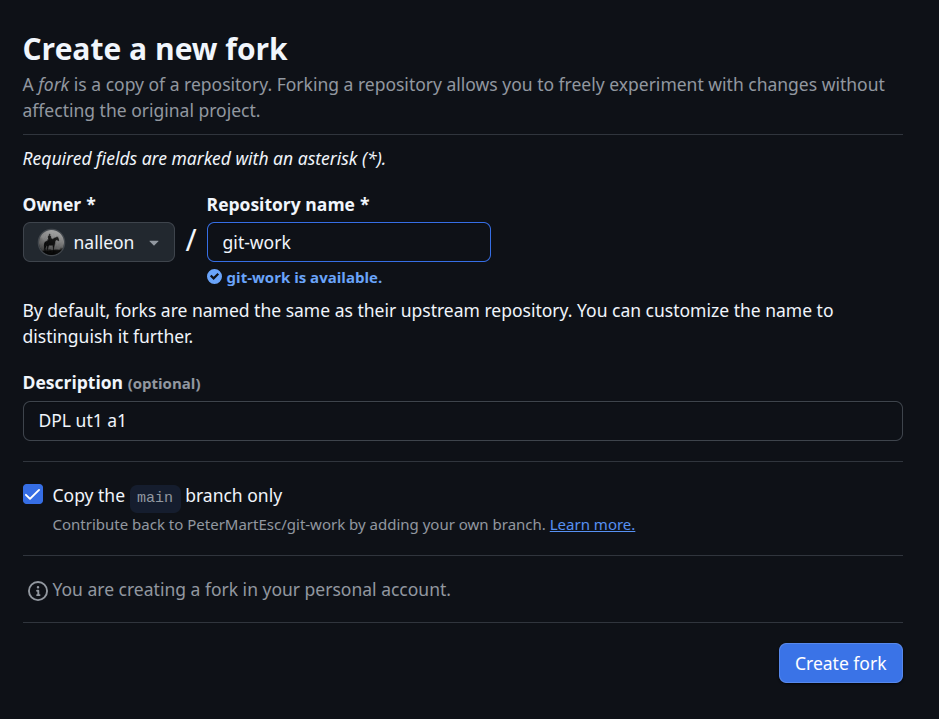 Create a new fork
A fork is a copy of a repository. Forking a repository allows you to freely experiment with changes without
affecting the original project.
Required fields are marked with an asterisk (*).
Owner *
Repository name *
nalleon
/
git-work
git-work is available.
By default, forks are named the same as their upstream repository. You can customize the name to
distinguish it further.
Description (optional)
DPL ut1 a1
Copy the main branch only
Contribute back to PeterMartEsc/git-work by adding your own branch. Learn more.
You are creating a fork in your personal account.
Create fork